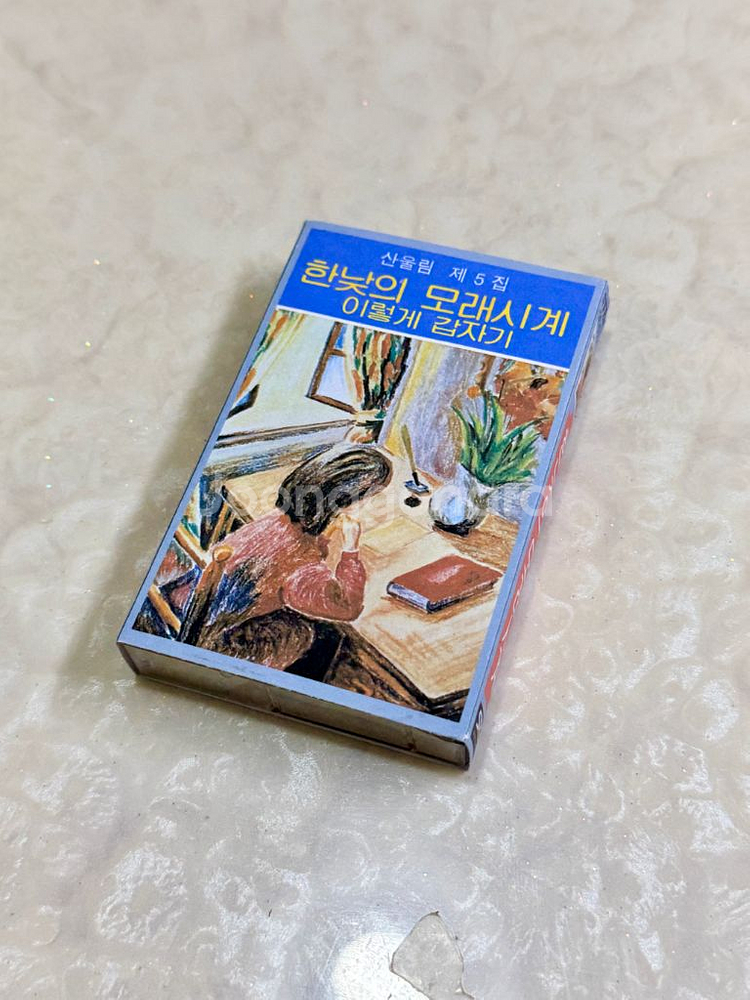 산울림 제 5 집
한낮의 모래시계
이렇게 갑자기
Joonggonara